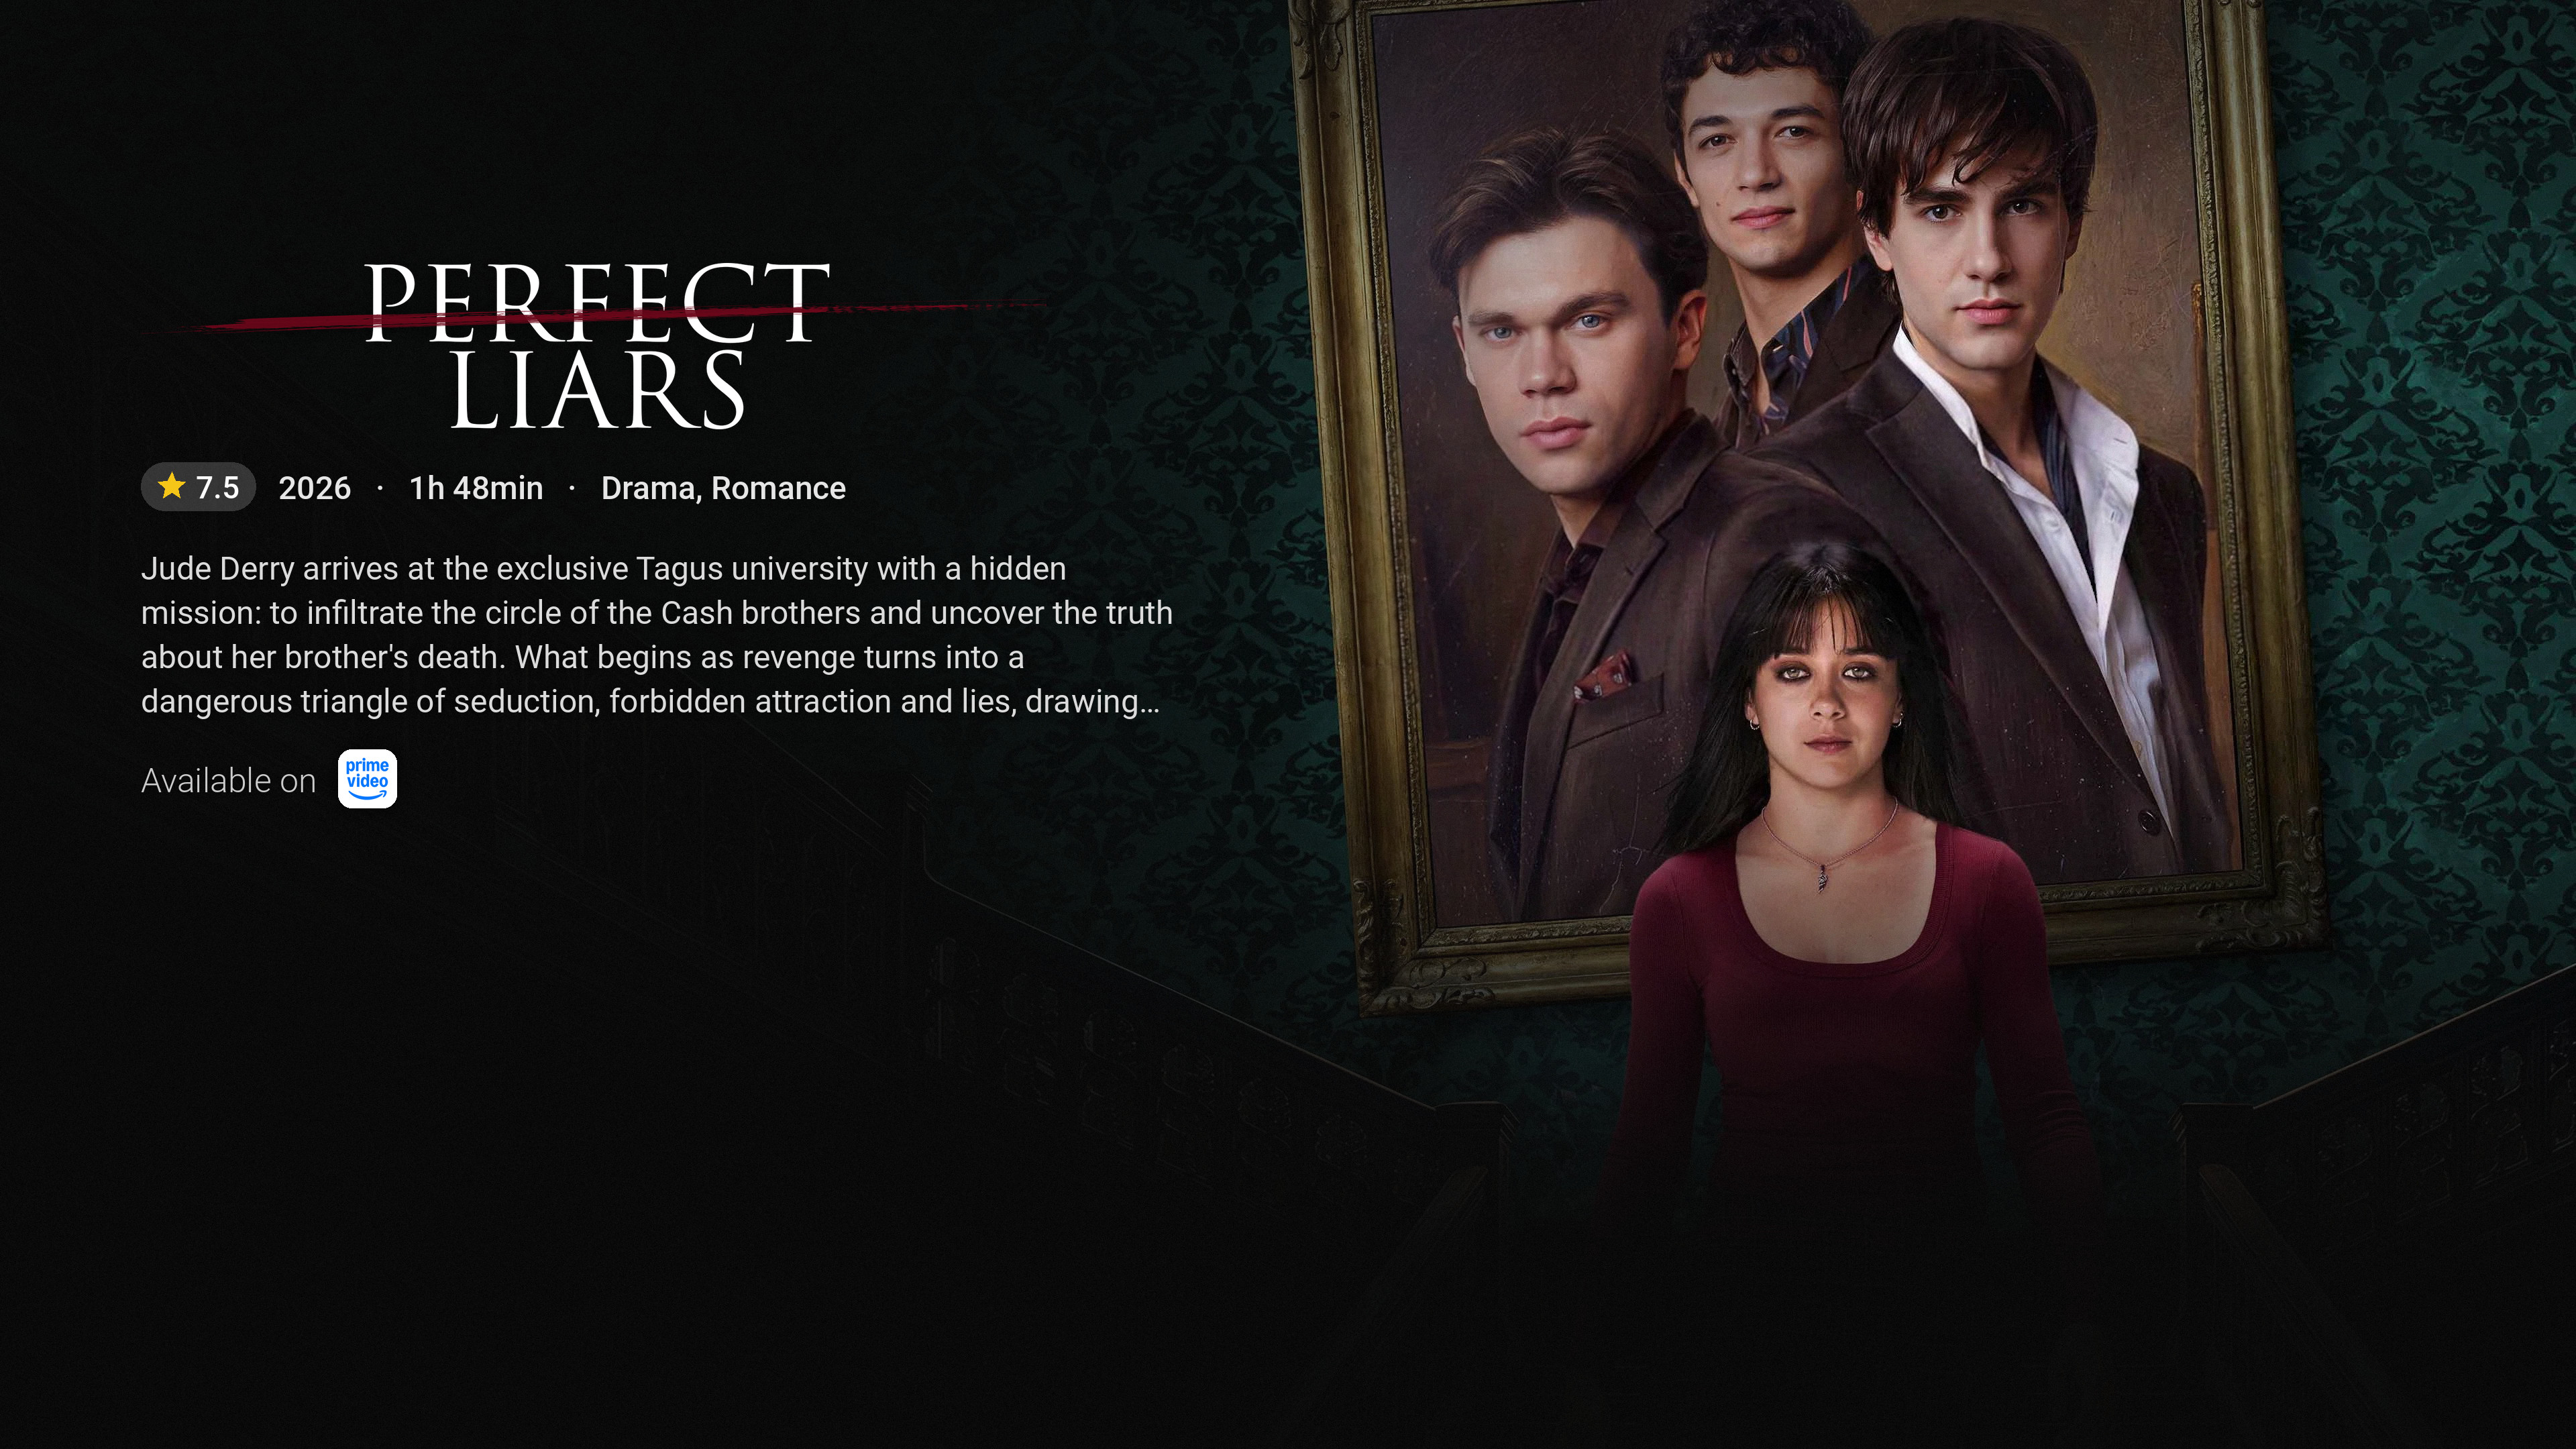 PERFECT
LIARS
7.5 2026 · 1h 48min · Drama, Romance
Jude Derry arrives at the exclusive Tagus university with a hidden
mission: to infiltrate the circle of the Cash brothers and uncover the truth
about her brother's death. What begins as revenge turns into a
dangerous triangle of seduction, forbidden attraction and lies, drawing...
Available on
prime
video